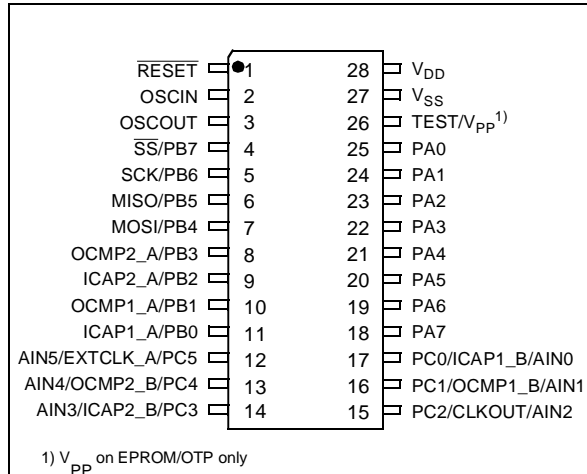 RESET 1 28 VDD
OSCIN 2 27 VSS
OSCOUT 3 26 TEST/VPP1)
SS/PB7 4 25 PA0
SCK/PB6 5 24 PA1
MISO/PB5 6 23 PA2
MOSI/PB4 7 22 PA3
OCMP2_A/PB3 8 21 PA4
ICAP2_A/PB2 9 20 PA5
OCMP1_A/PB1 10 19 PA6
ICAP1_A/PB0 11 18 PA7
AIN5/EXTCLK_A/PC5 12 17 PC0/ICAP1_B/AIN0
AIN4/OCMP2_B/PC4 13 16 PC1/OCMP1_B/AIN1
AIN3/ICAP2_B/PC3 14 15 PC2/CLKOUT/AIN2
1) VPP on EPROM/OTP only